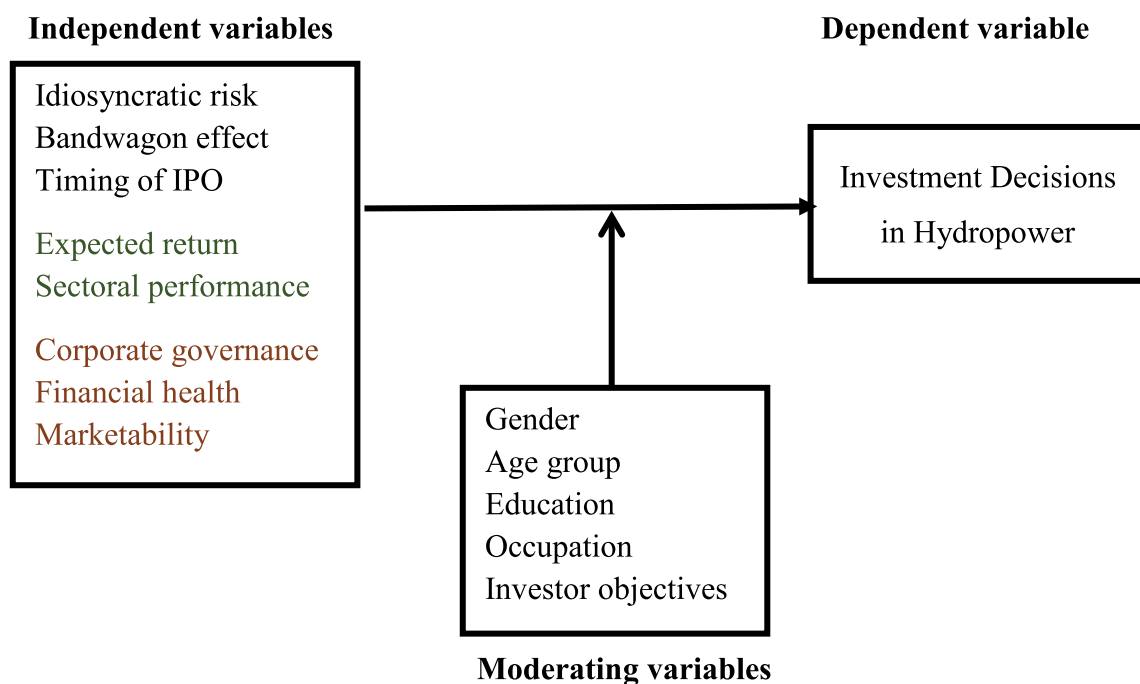 Independent variables
Dependent variable
Idiosyncratic risk
Bandwagon effect
Timing of IPO
Expected return
Sectoral performance
Corporate governance
Financial health
Marketability
Investment Decisions
in Hydropower
Gender
Age group
Education
Occupation
Investor objectives
Moderating variables